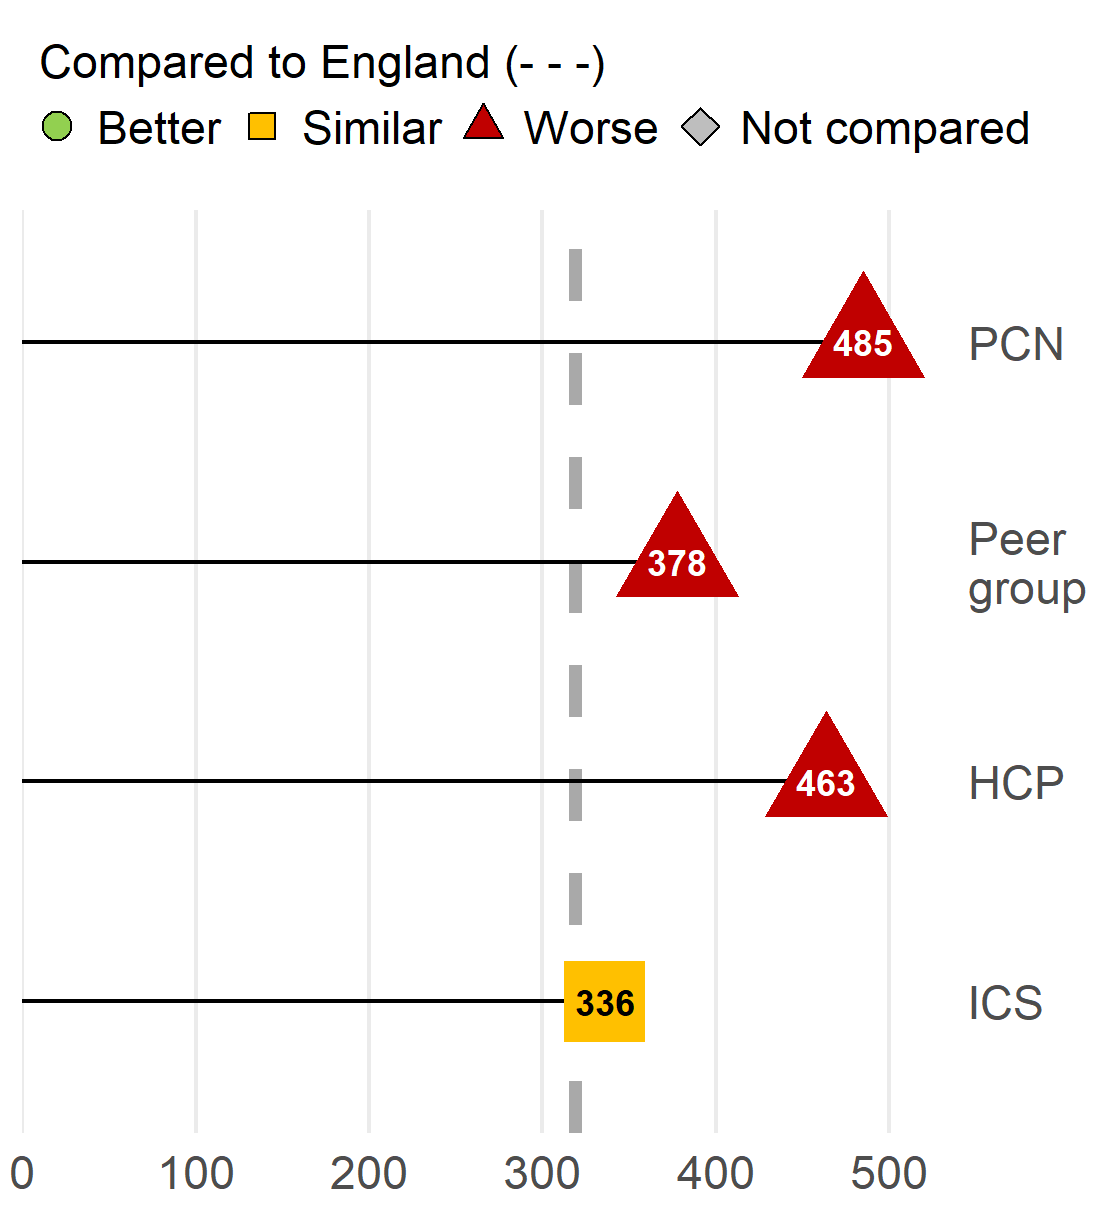 Compared to England (- - -)
Better Similar Worse Not compared
485 PCN
378 Peer
group
463 HCP
336 ICS
0 100 200 300 400 500